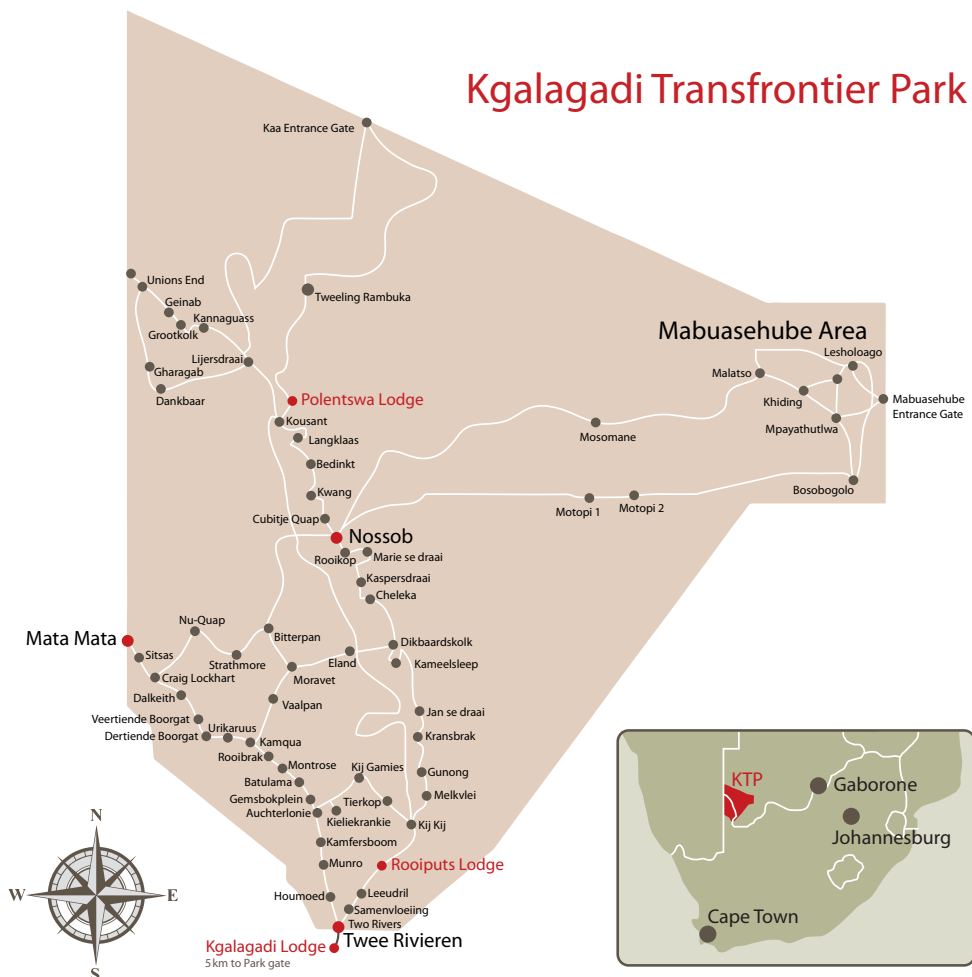 Kgalagadi Transfrontier Park
Kaa Entrance Gate
Unions End
Geinab
Kannaguass
Grootkolk
Lijersdraai
Gharagab
Dankbaar
Tweeling Rambuka
Mabuasehube Area
Lesholoago
Malatso
Khiding
Mabuasehube
Entrance Gate
Mpayathutlwa
Mosomane
Bosobogolo
Motopi 1
Motopi 2
Polentswa Lodge
Kousant
Langklaas
Bedinkt
Kwang
Cubitje Quap
Nossob
Rooikop
Marie se draai
Kaspersdraai
Cheleka
Nu-Quap
Bitterpan
Dikbaardskolk
Mata Mata
Sitsas
Strathmore
Eland
Kameelsleep
Craig Lockhart
Moravet
Dalkeith
Vaalpan
Jan se draai
Veertiende Boorgat
Urikaruus
Dertiende Boorgat
Kamqua
Kransbrak
Rooibrak
Montrose
Kij Gamies
Gunong
Batulama
Gemsbokplein
Tierkop
Melkvlei
Auchterlonie
Kieliekrankie
Kij Kij
Kamfersboom
Munro
Rooiputs Lodge
Houmoed
Leeudril
Samenvloeiing
Two Rivers
Twee Rivieren
Kgalagadi Lodge
5km to Park gate
N
W
E
S
KTP
Gaborone
Johannesburg
Cape Town